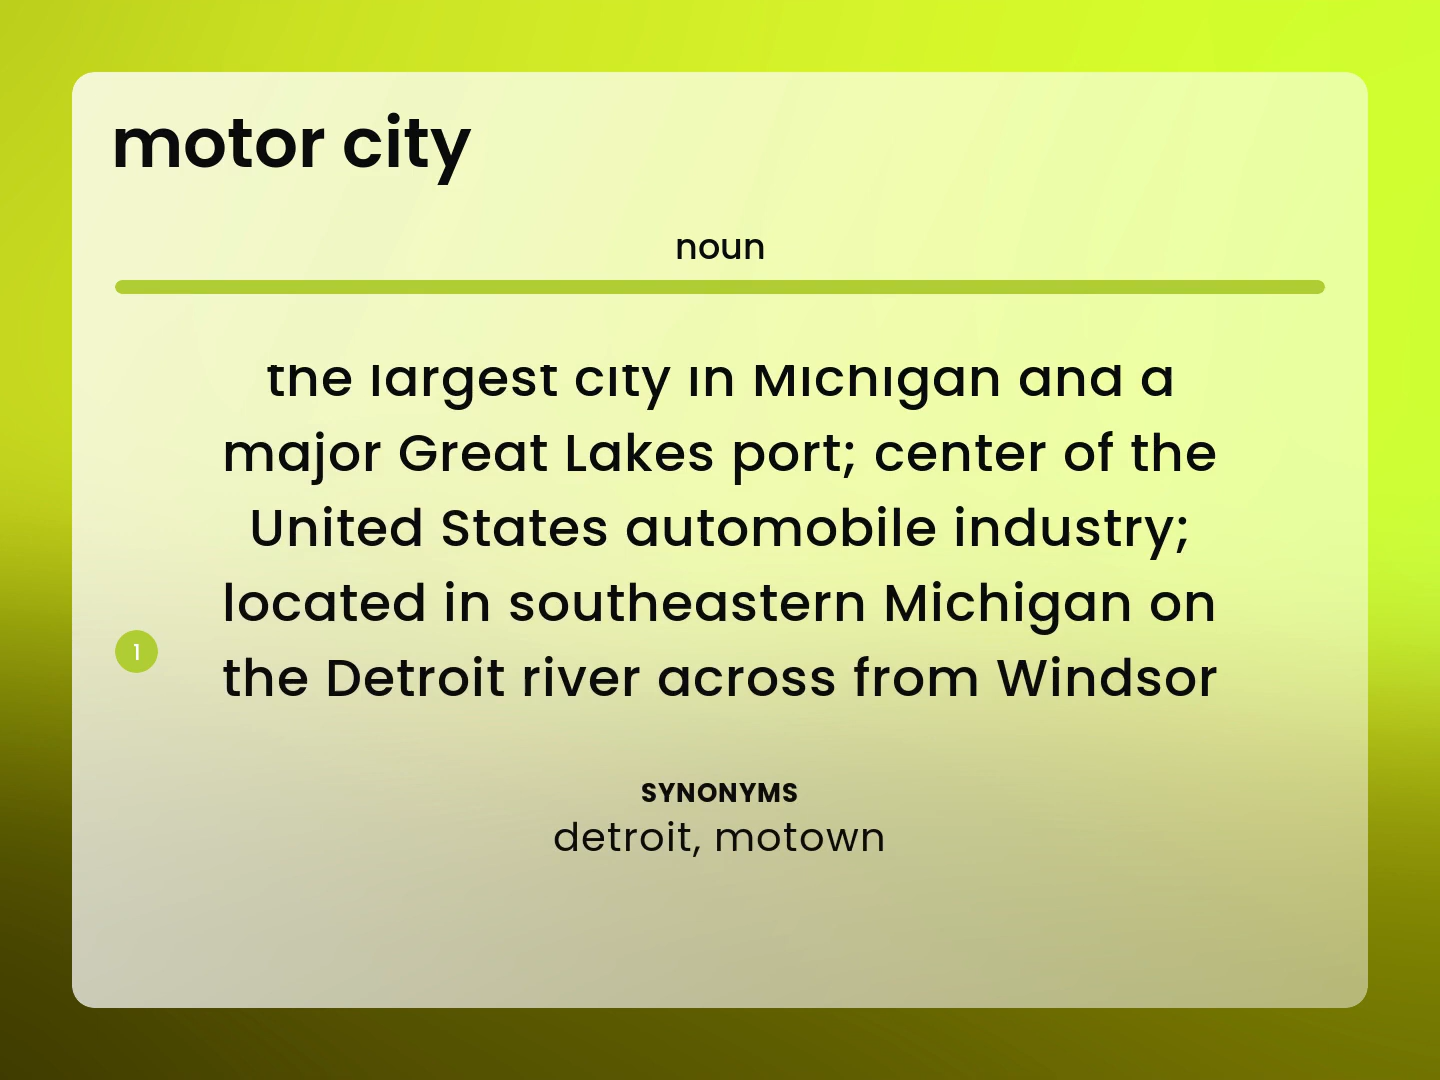 motor city
noun
the largest city in Michigan and a
major Great Lakes port; center of the
United States automobile industry;
located in southeastern Michigan on
1
the Detroit river across from Windsor
SYNONYMS
detroit, motown